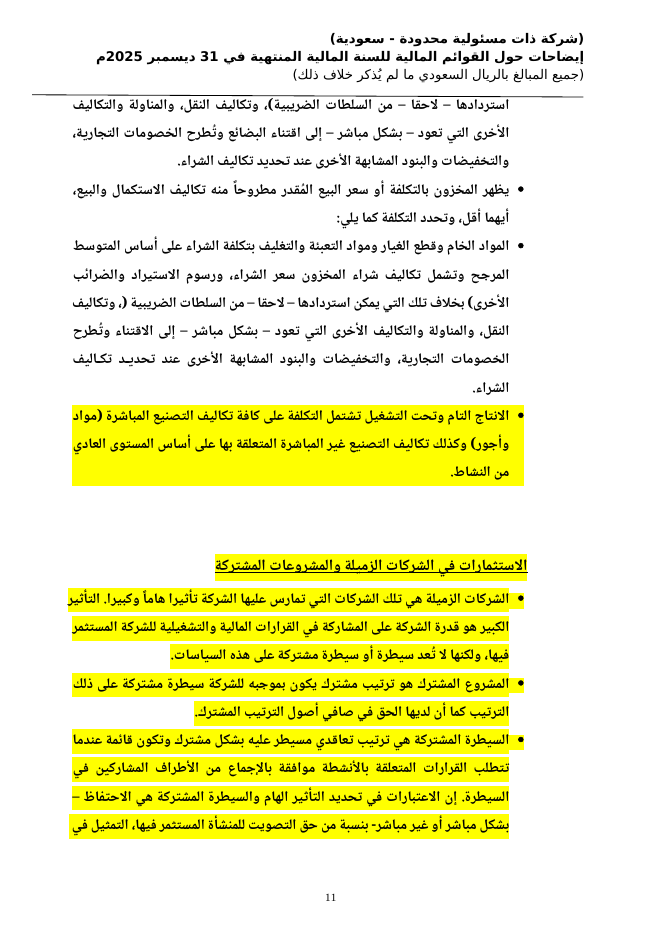 (شركة ذات مسئولية محدودة - سعودية)
إيضاحات حول القوائم المالية للسنة المالية المنتهية في 31 ديسمبر 2025م
(جميع المبالغ بالريال السعودي ما لم يُذكر خلاف ذلك)
استردادها – لاحقا – من السلطات الضريبية)، وتكاليف النقل، والمناولة والتكاليف
الأخرى التي تعود – بشكل مباشر – إلى اقتناء البضائع وتُطرح الخصومات التجارية،
والتخفيضات والبنود المشابهة الأخرى عند تحديد تكاليف الشراء.
• يظهر المخزون بالتكلفة أو سعر البيع المُقدر مطروحاً منه تكاليف الاستكمال والبيع،
أيهما أقل، وتحدد التكلفة كما يلي:
• المواد الخام وقطع الغيار ومواد التعبئة والتغليف بتكلفة الشراء على أساس المتوسط
المرجح وتشمل تكاليف شراء المخزون سعر الشراء، ورسوم الاستيراد والضرائب
الأخرى) بخلاف تلك التي يمكن استردادها – لاحقا – من السلطات الضريبية (، وتكاليف
النقل، والمناولة والتكاليف الأخرى التي تعود – بشكل مباشر – إلى الاقتناء وتُطرح
الخصومات التجارية، والتخفيضات والبنود المشابهة الأخرى عند تحديـد تكـاليف
الشراء.
• الانتاج التام وتحت التشغيل تشتمل التكلفة على كافة تكاليف التصنيع المباشرة (مواد
وأجور) وكذلك تكاليف التصنيع غير المباشرة المتعلقة بها على أساس المستوى العادي
من النشاط.
الاستثمارات في الشركات الزميلة والمشروعات المشتركة
• الشركات الزميلة هي تلك الشركات التي تمارس عليها الشركة تأثيرا هاماً وكبيرا. التأثير
الكبير هو قدرة الشركة على المشاركة في القرارات المالية والتشغيلية للشركة المستثمر
فيها، ولكنها لا تُعد سيطرة أو سيطرة مشتركة على هذه السياسات.
• المشروع المشترك هو ترتيب مشترك يكون بموجبه للشركة سيطرة مشتركة على ذلك
الترتيب كما أن لديها الحق في صافي أصول الترتيب المشترك.
• السيطرة المشتركة هي ترتيب تعاقدي مسيطر عليه بشكل مشترك وتكون قائمة عندما
تتطلب القرارات المتعلقة بالأنشطة موافقة بالإجماع من الأطراف المشاركين في
السيطرة. إن الاعتبارات في تحديد التأثير الهام والسيطرة المشتركة هي الاحتفاظ –
بشكل مباشر أو غير مباشر- بنسبة من حق التصويت للمنشأة المستثمر فيها، التمثيل في
11